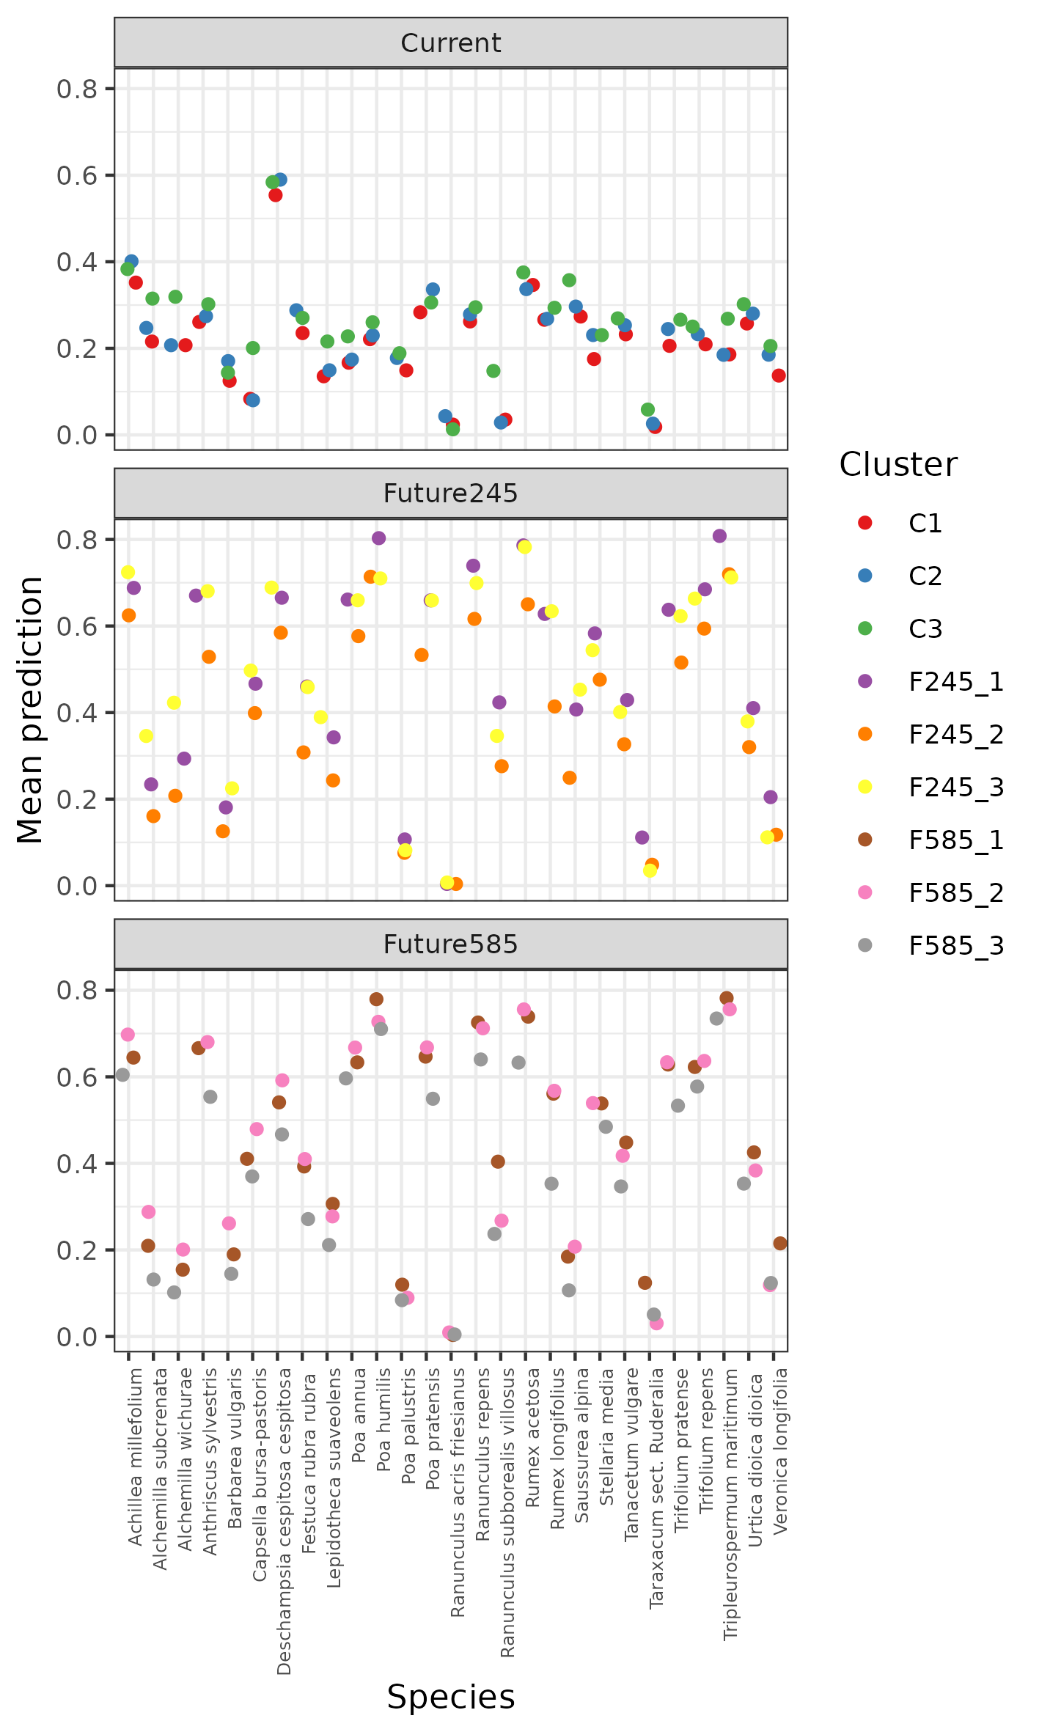 Current
0.8
0.6
0.4
0.2
0.0
Future245
0.8
0.6
0.4
0.2
0.0
Future585
0.8
0.6
0.4
0.2
0.0
Mean prediction
Achillea millefolium
Alchemilla subcrenata
Alchemilla wichurae
Anthriscus sylvestris
Barbarea vulgaris
Capsella bursa-pastoris
Deschampsia cespitosa cespitosa
Festuca rubra rubra
Lepidotheca suaveolens
Poa annua
Poa humilis
Poa palustris
Poa pratensis
Ranunculus acris friesianus
Ranunculus repens
Ranunculus subborealis villosus
Rumex acetosa
Rumex longifolius
Saussurea alpina
Stellaria media
Tanacetum vulgare
Taraxacum sect. Ruderalia
Trifolium pratense
Trifolium repens
Tripleurospermum maritimum
Urtica dioica dioica
Veronica longifolia
Species
Cluster
C1
C2
C3
F245_1
F245_2
F245_3
F585_1
F585_2
F585_3